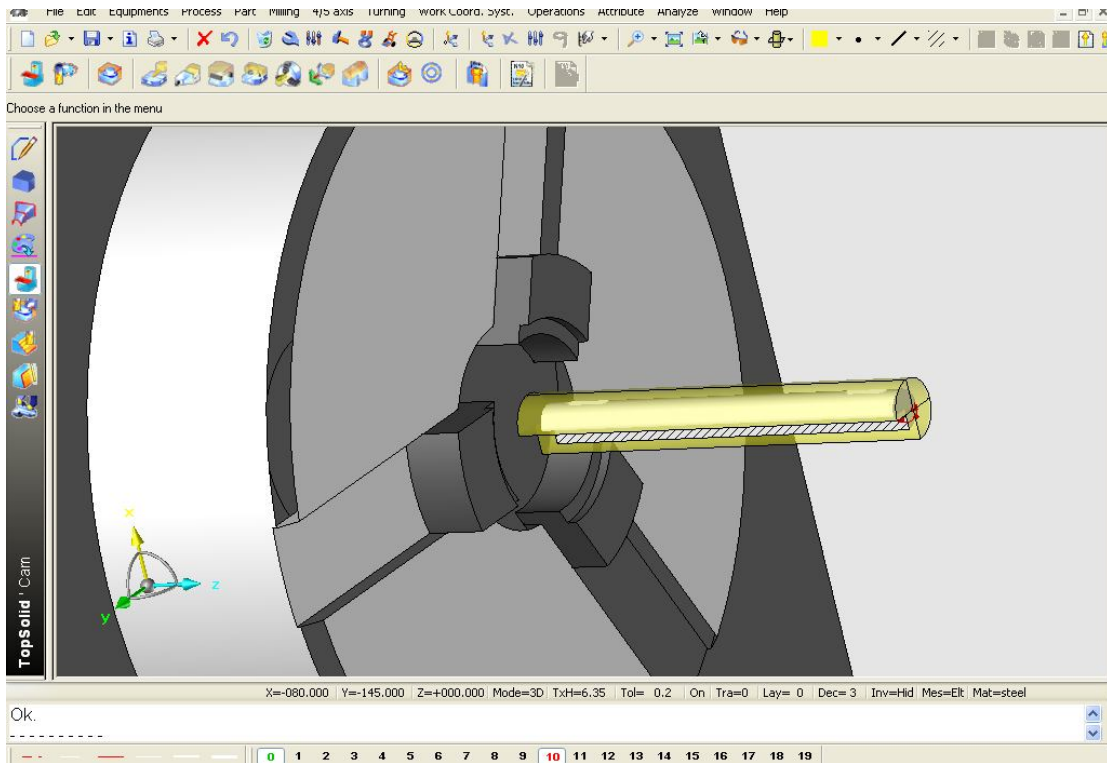 File Edit Equipments Process Part Milling 4/5 axis Turning Work Coord. Syst. Operations Attribute Analyze Window Help
Choose a function in the menu
x
z
y
TopSolid 'Cam
X=-080.000 Y=-145.000 Z=+000.000 Mode=3D TxH=6.35 Tol= 0.2 On Tra=0 Lay= 0 Dec= 3 Inv=Hid Mes=Elt Mat=steel
Ok.
----------
0 1 2 3 4 5 6 7 8 9 10 11 12 13 14 15 16 17 18 19